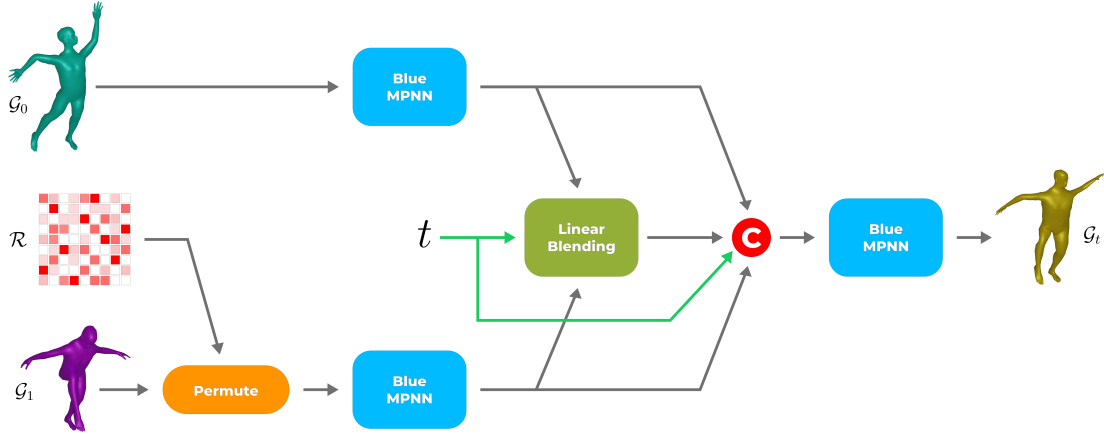 𝒢₀
Blue
MPNN
ℛ
t
Linear
Blending
C
Blue
MPNN
𝒢ₜ
𝒢₁
Permute
Blue
MPNN